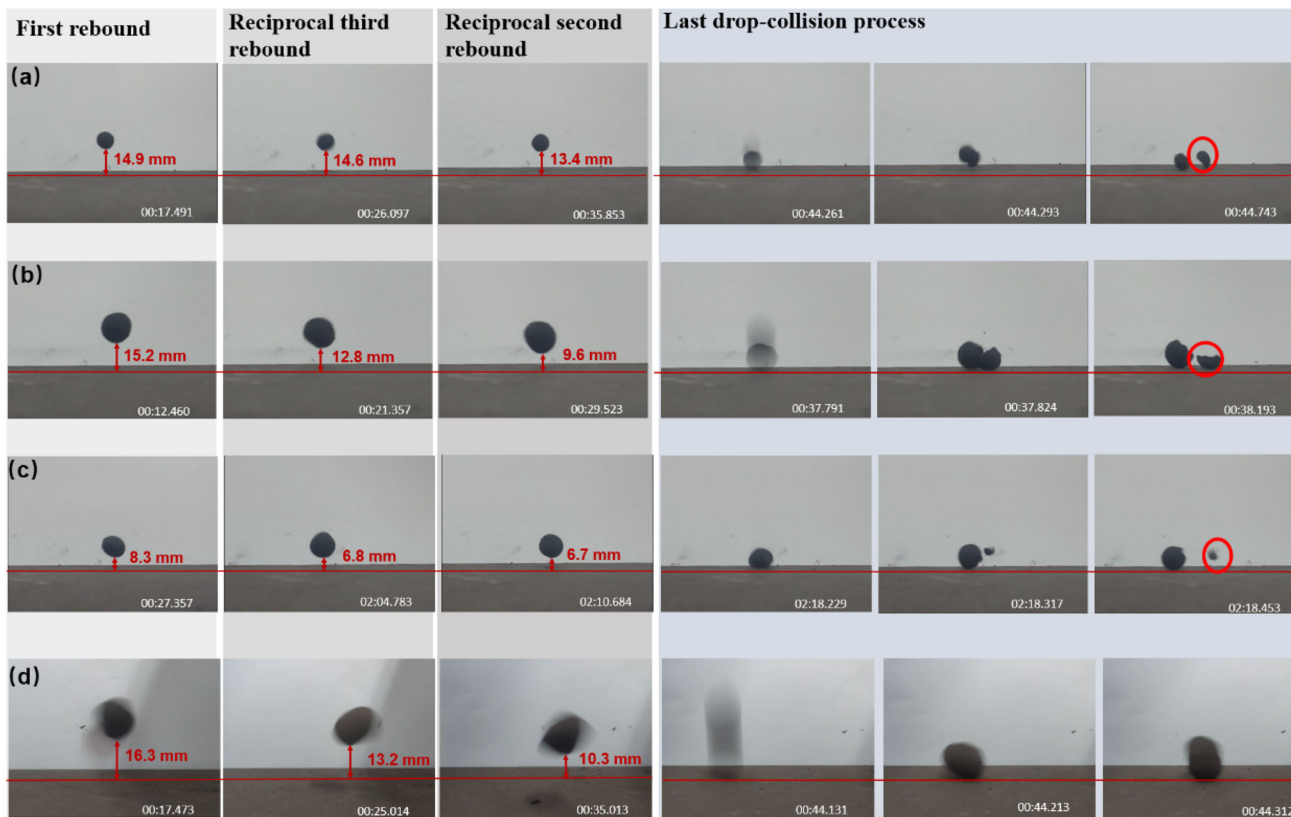 First rebound
Reciprocal third
rebound
Reciprocal second
rebound
Last drop-collision process
(a)
14.9 mm
14.6 mm
13.4 mm
00:17.491
00:26.097
00:35.853
00:44.261
00:44.293
00:44.743
(b)
15.2 mm
12.8 mm
9.6 mm
00:12.460
00:21.357
00:29.523
00:37.791
00:37.824
00:38.193
(c)
8.3 mm
6.8 mm
6.7 mm
00:27.357
02:04.783
02:10.684
02:18.229
02:18.317
02:18.453
(d)
16.3 mm
13.2 mm
10.3 mm
00:17.473
00:25.014
00:35.013
00:44.131
00:44.213
00:44.312